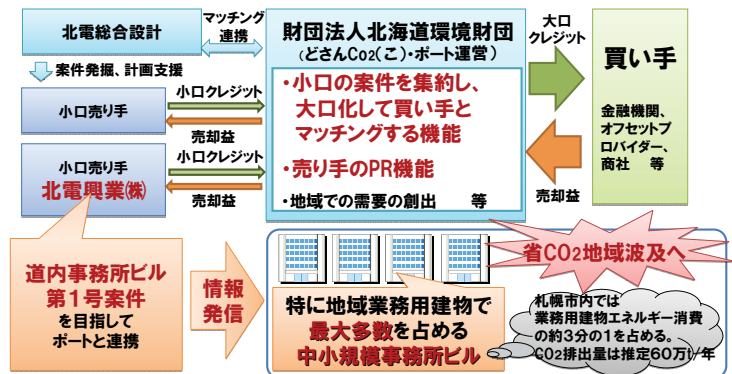 北電総合設計
マッチング
連携
財団法人北海道環境財団
(どさんCO2(こ)・ポート運営)
大口
クレジット
買い手
案件発掘、計画支援
小口売り手
小口クレジット
売却益
・小口の案件を集約し、
大口化して買い手と
マッチングする機能
・売り手のPR機能
・地域での需要の創出　等
金融機関、
オフセットプ
ロバイダー、
商社　等
売却益
小口売り手
北電興業㈱
小口クレジット
売却益
道内事務所ビル
第1号案件
を目指して
ポートと連携
情報
発信
省CO2地域波及へ
特に地域業務用建物で
最大多数を占める
中小規模事務所ビル
札幌市内では
業務用建物エネルギー消費
の約3分の1を占める。
CO2排出量は推定60万t/年